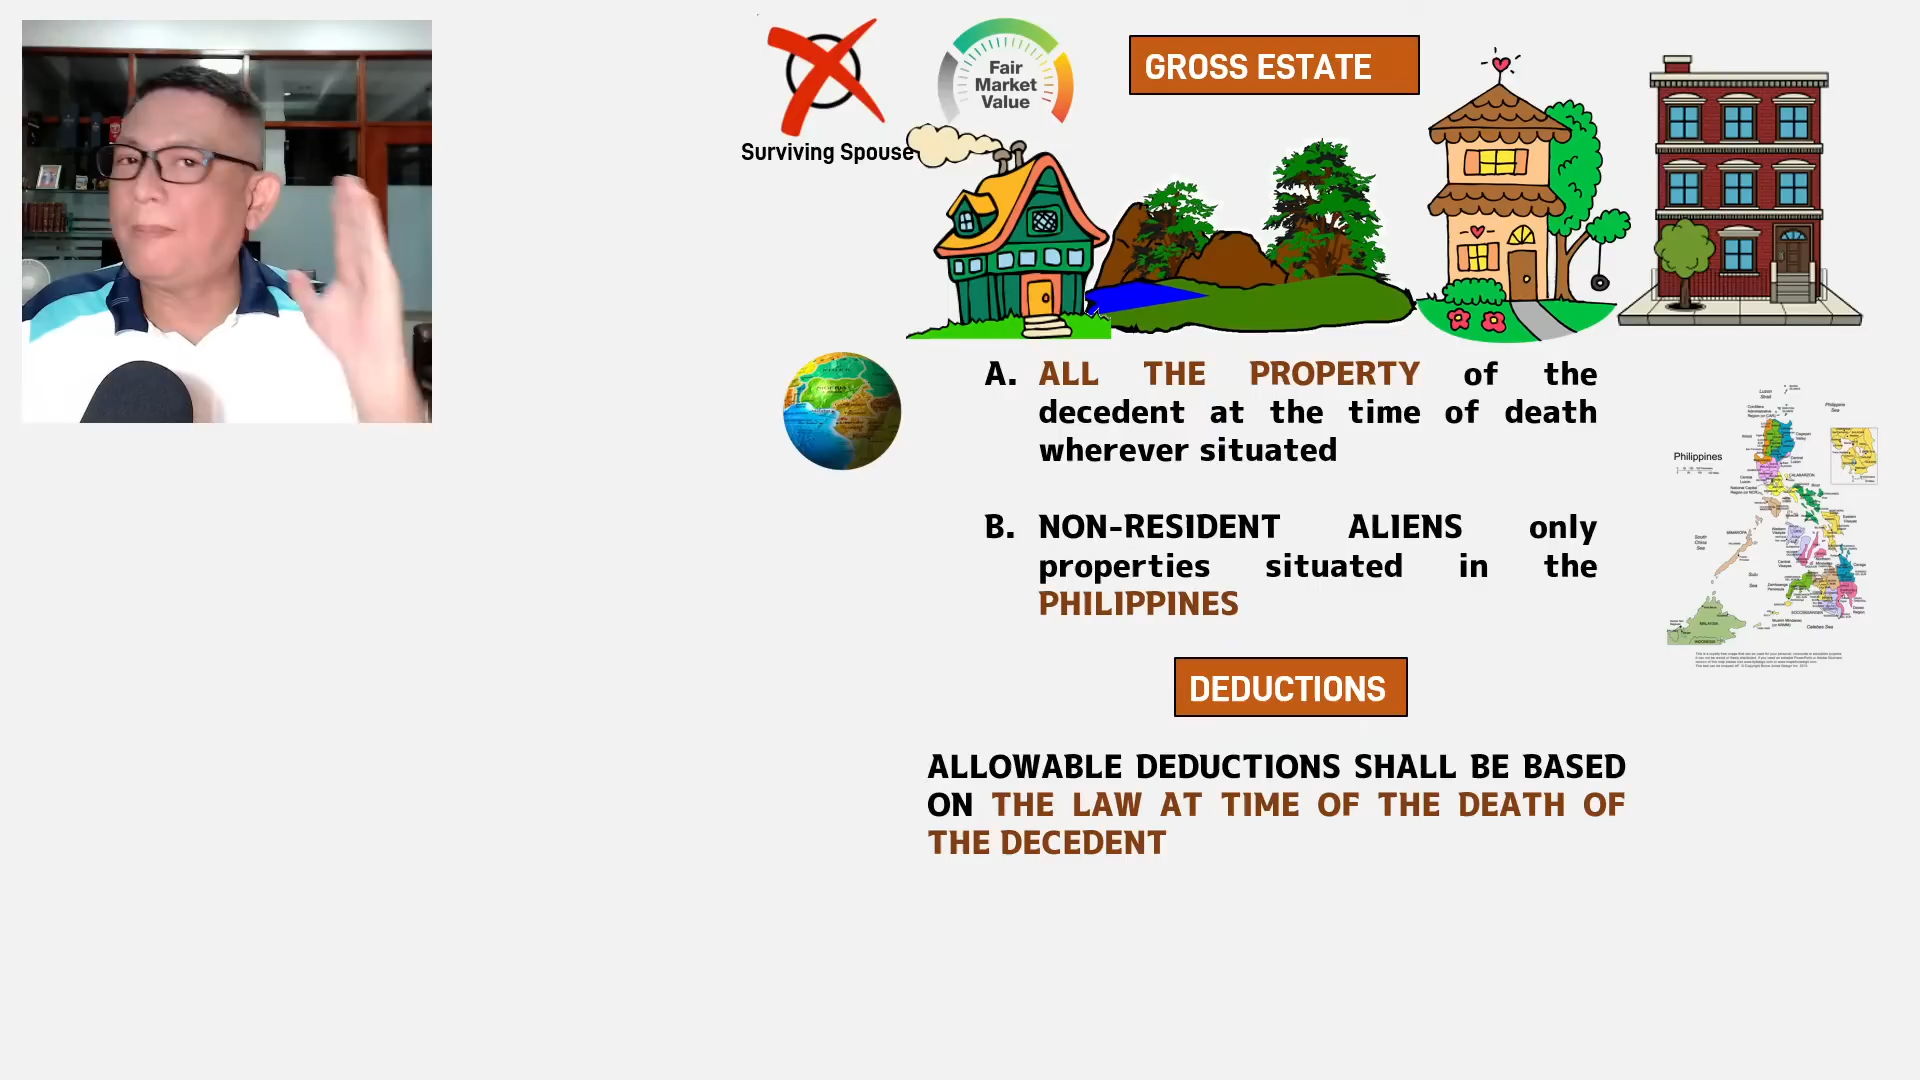 Fair
Market
Value
GROSS ESTATE
Surviving Spouse
A. ALL THE PROPERTY of the
decedent at the time of death
wherever situated
B. NON-RESIDENT ALIENS only
properties situated in the
PHILIPPINES
Philippines
DEDUCTIONS
ALLOWABLE DEDUCTIONS SHALL BE BASED
ON THE LAW AT TIME OF THE DEATH OF
THE DECEDENT